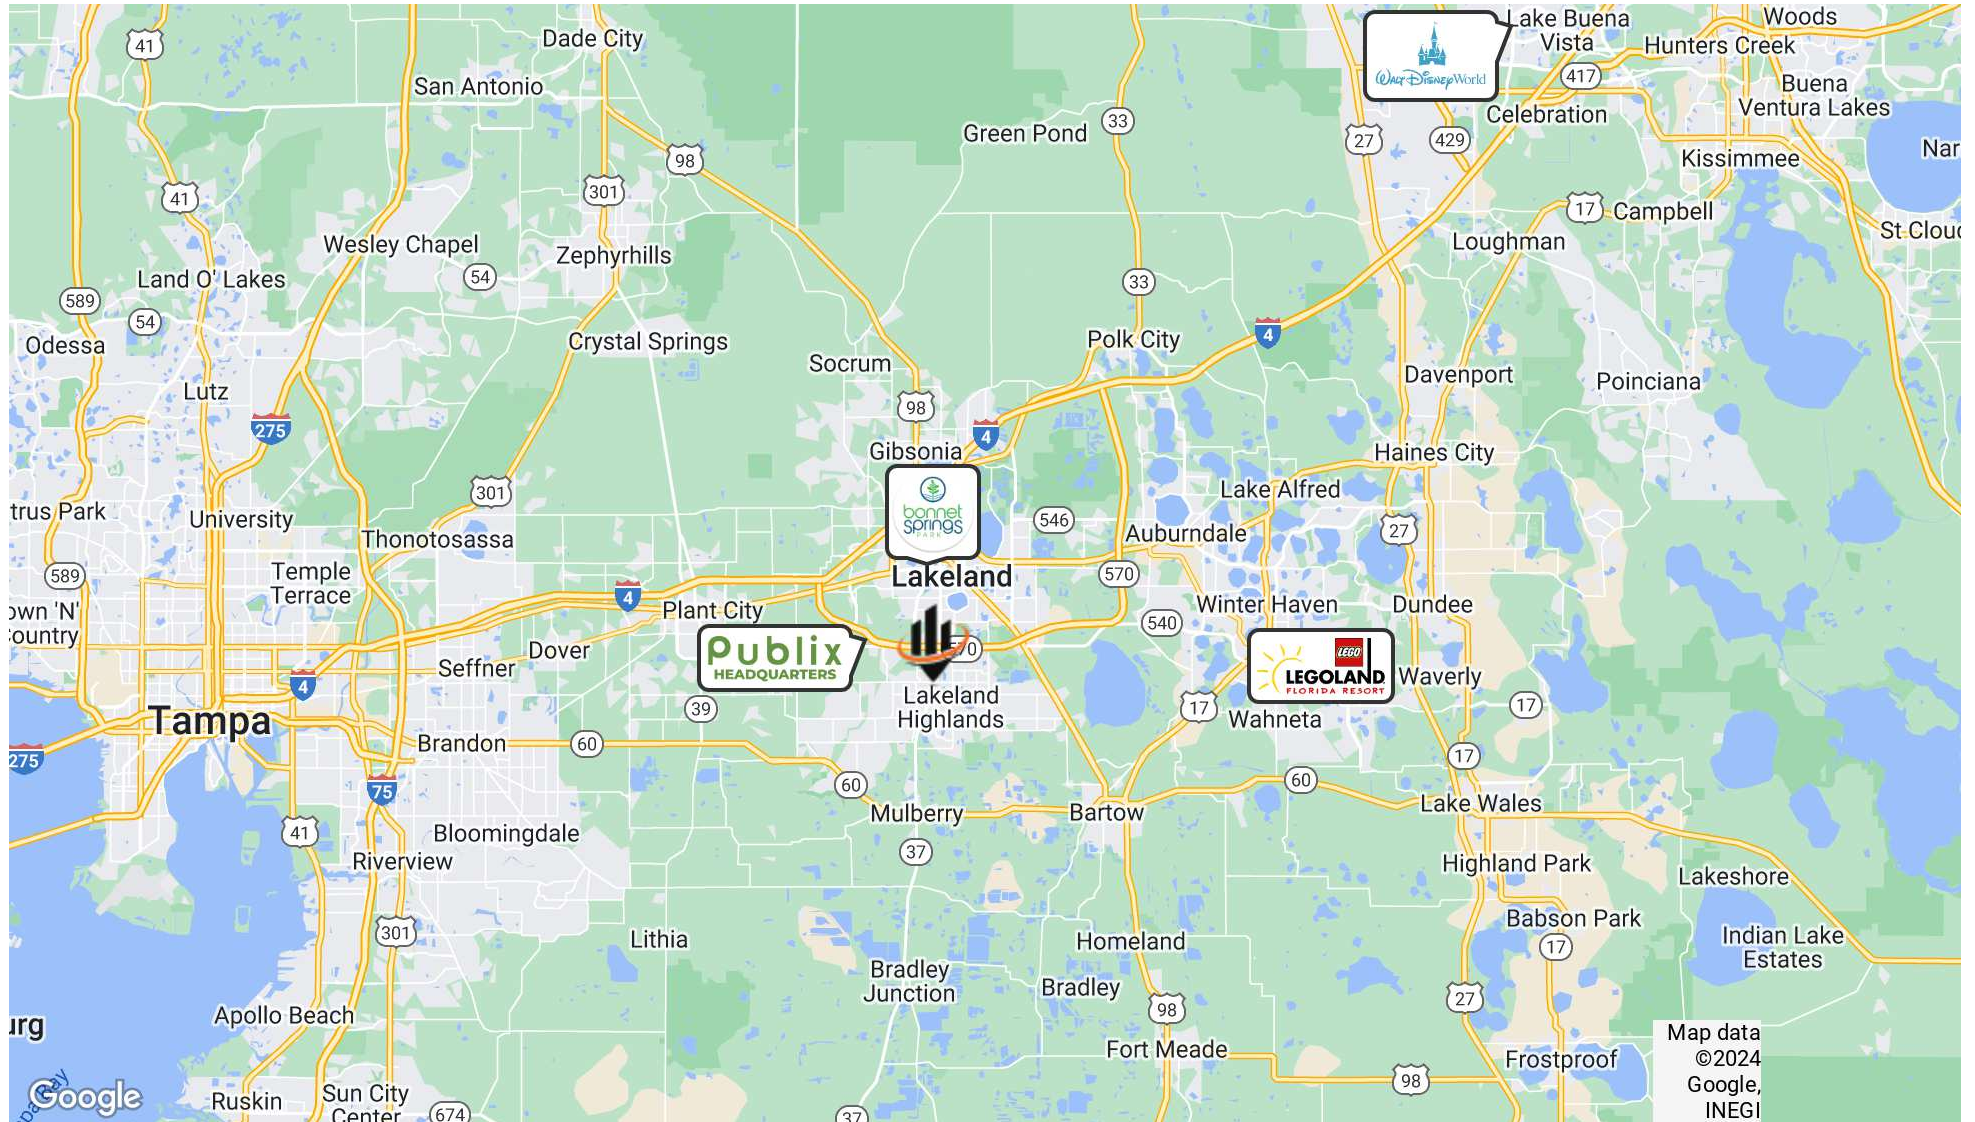 41
Dade City
San Antonio
Walt Disney World
Lake Buena
Vista
Woods
Hunters Creek
417
Buena
Ventura Lakes
Celebration
33
Green Pond
27
429
98
Kissimmee
41
301
17
Campbell
Wesley Chapel
Zephyrhills
Loughman
Land O' Lakes
54
33
589
54
Odessa
Crystal Springs
Polk City
4
Socrum
Lutz
Davenport
Poinciana
98
275
4
Gibsonia
Haines City
301
Lake Alfred
bonnet
springs
PARK
University
546
Auburndale
27
Thonotosassa
589
Temple
Terrace
Lakeland
570
4
Plant City
Winter Haven
Dundee
540
Publix
HEADQUARTERS
Dover
Seffner
LEGO
LEGOLAND
FLORIDA RESORT
Waverly
4
Tampa
39
Lakeland
Highlands
17
Wahneta
17
Brandon
60
275
75
60
60
17
Mulberry
Bartow
Lake Wales
41
Bloomingdale
Riverview
37
Highland Park
Lakeshore
301
Lithia
Homeland
Babson Park
17
Indian Lake
Estates
Bradley
Junction
Bradley
98
27
Apollo Beach
Fort Meade
Frostproof
98
Map data
©2024
Google,
INEGI
Google
Ruskin
Sun City
Center
674
37